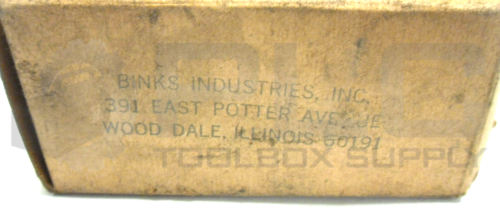 BINKS INDUSTRIES, INC.
391 EAST POTTER AVENUE
WOOD DALE, ILLINOIS 60191
TOOLBOX SUPPLY